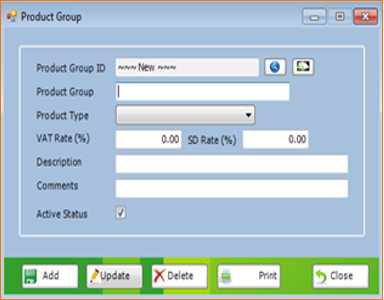 Product Group
Product Group ID ~~~ New ~~~
Product Group
Product Type
VAT Rate (%) 0.00 SD Rate (%) 0.00
Description
Comments
Active Status
Add Update Delete Print Close